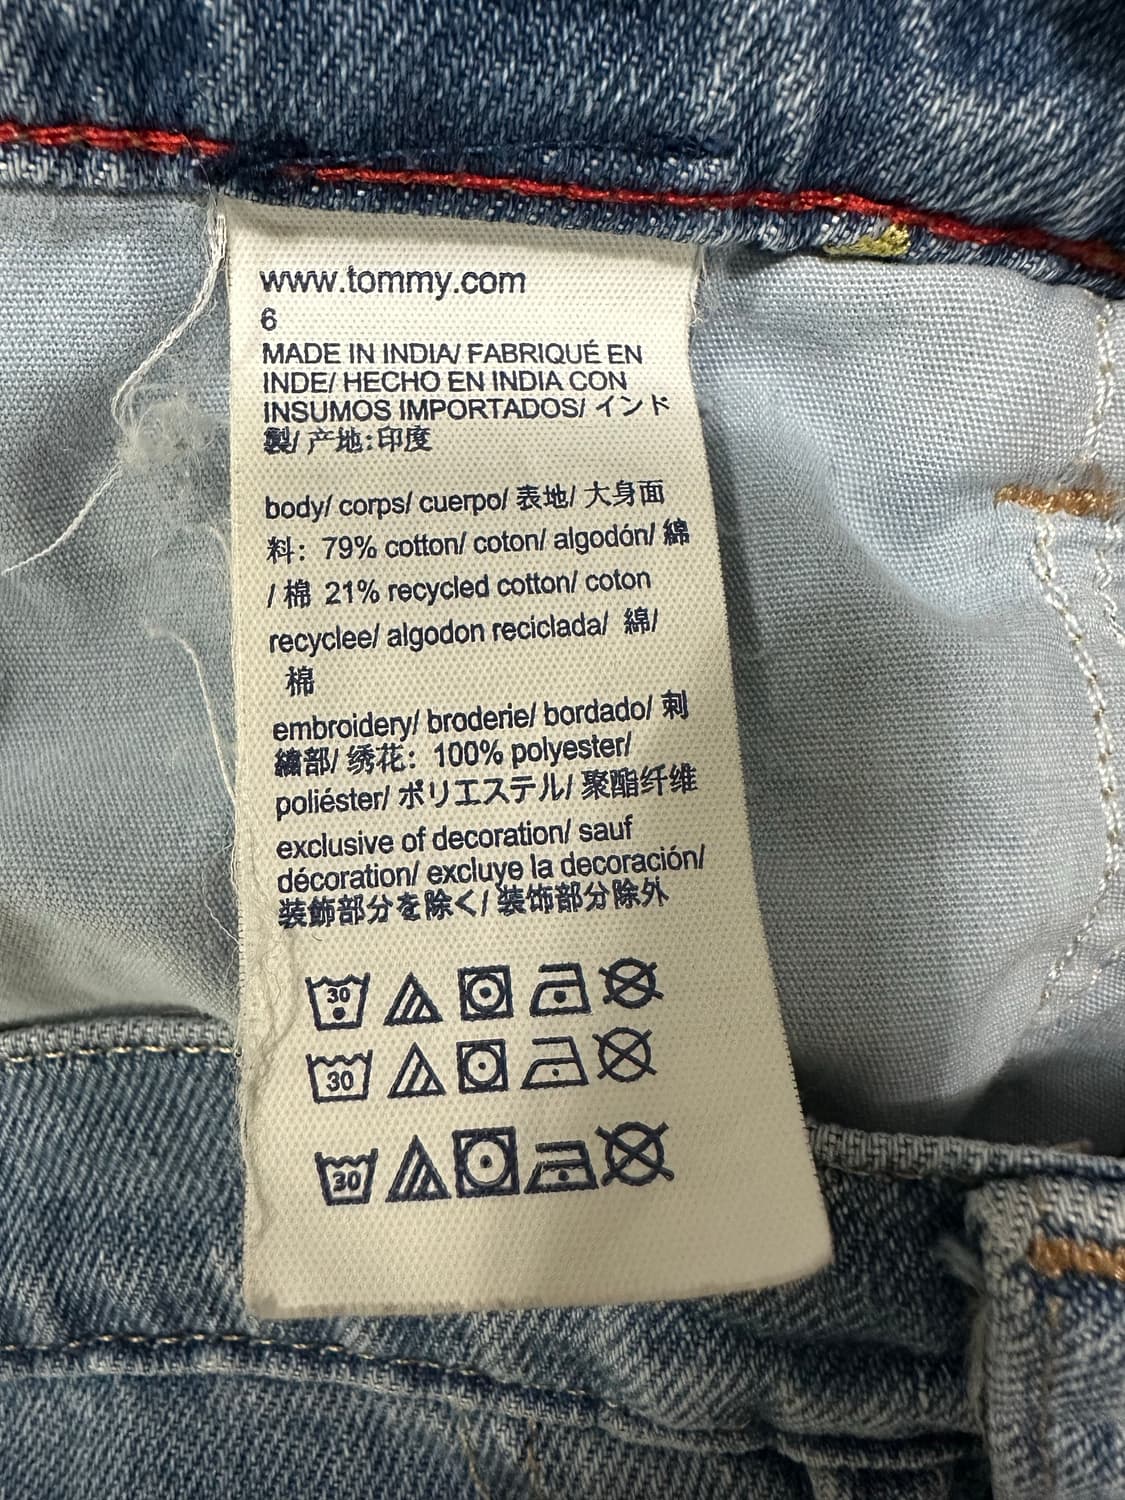 www.tommy.com
6
MADE IN INDIA/ FABRIQUÉ EN
INDE/ HECHO EN INDIA CON
INSUMOS IMPORTADOS/ インド
製/ 产地:印度
body/ corps/ cuerpo/ 表地/ 大身面
料: 79% cotton/ coton/ algodón/ 綿
/ 棉 21% recycled cotton/ coton
recyclee/ algodon reciclada/ 綿/
棉
embroidery/ broderie/ bordado/ 刺
繍部/ 绣花: 100% polyester/
poliéster/ ポリエステル/ 聚酯纤维
exclusive of decoration/ sauf
décoration/ excluye la decoración/
装飾部分を除く/ 装饰部分除外
30
30
30